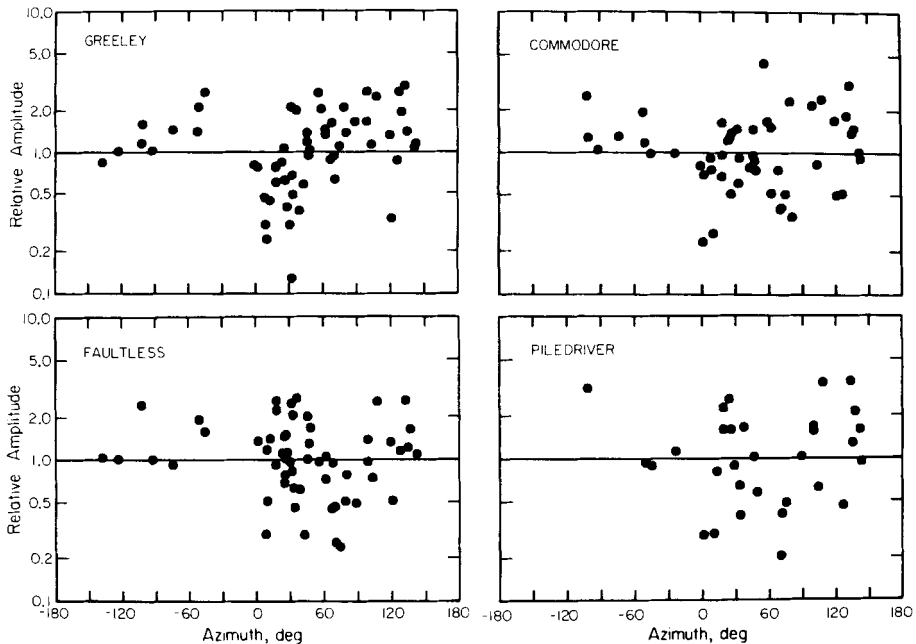 10.0
5.0
2.0
1.0
0.5
0.2
0.1
Relative Amplitude
GREELEY
COMMODORE
10.0
5.0
2.0
1.0
0.5
0.2
0.1
Relative Amplitude
FAULTLESS
PILEDRIVER
-180 -120 -60 0 60 120 180
Azimuth, deg
-180 -120 -60 0 60 120 180
Azimuth, deg